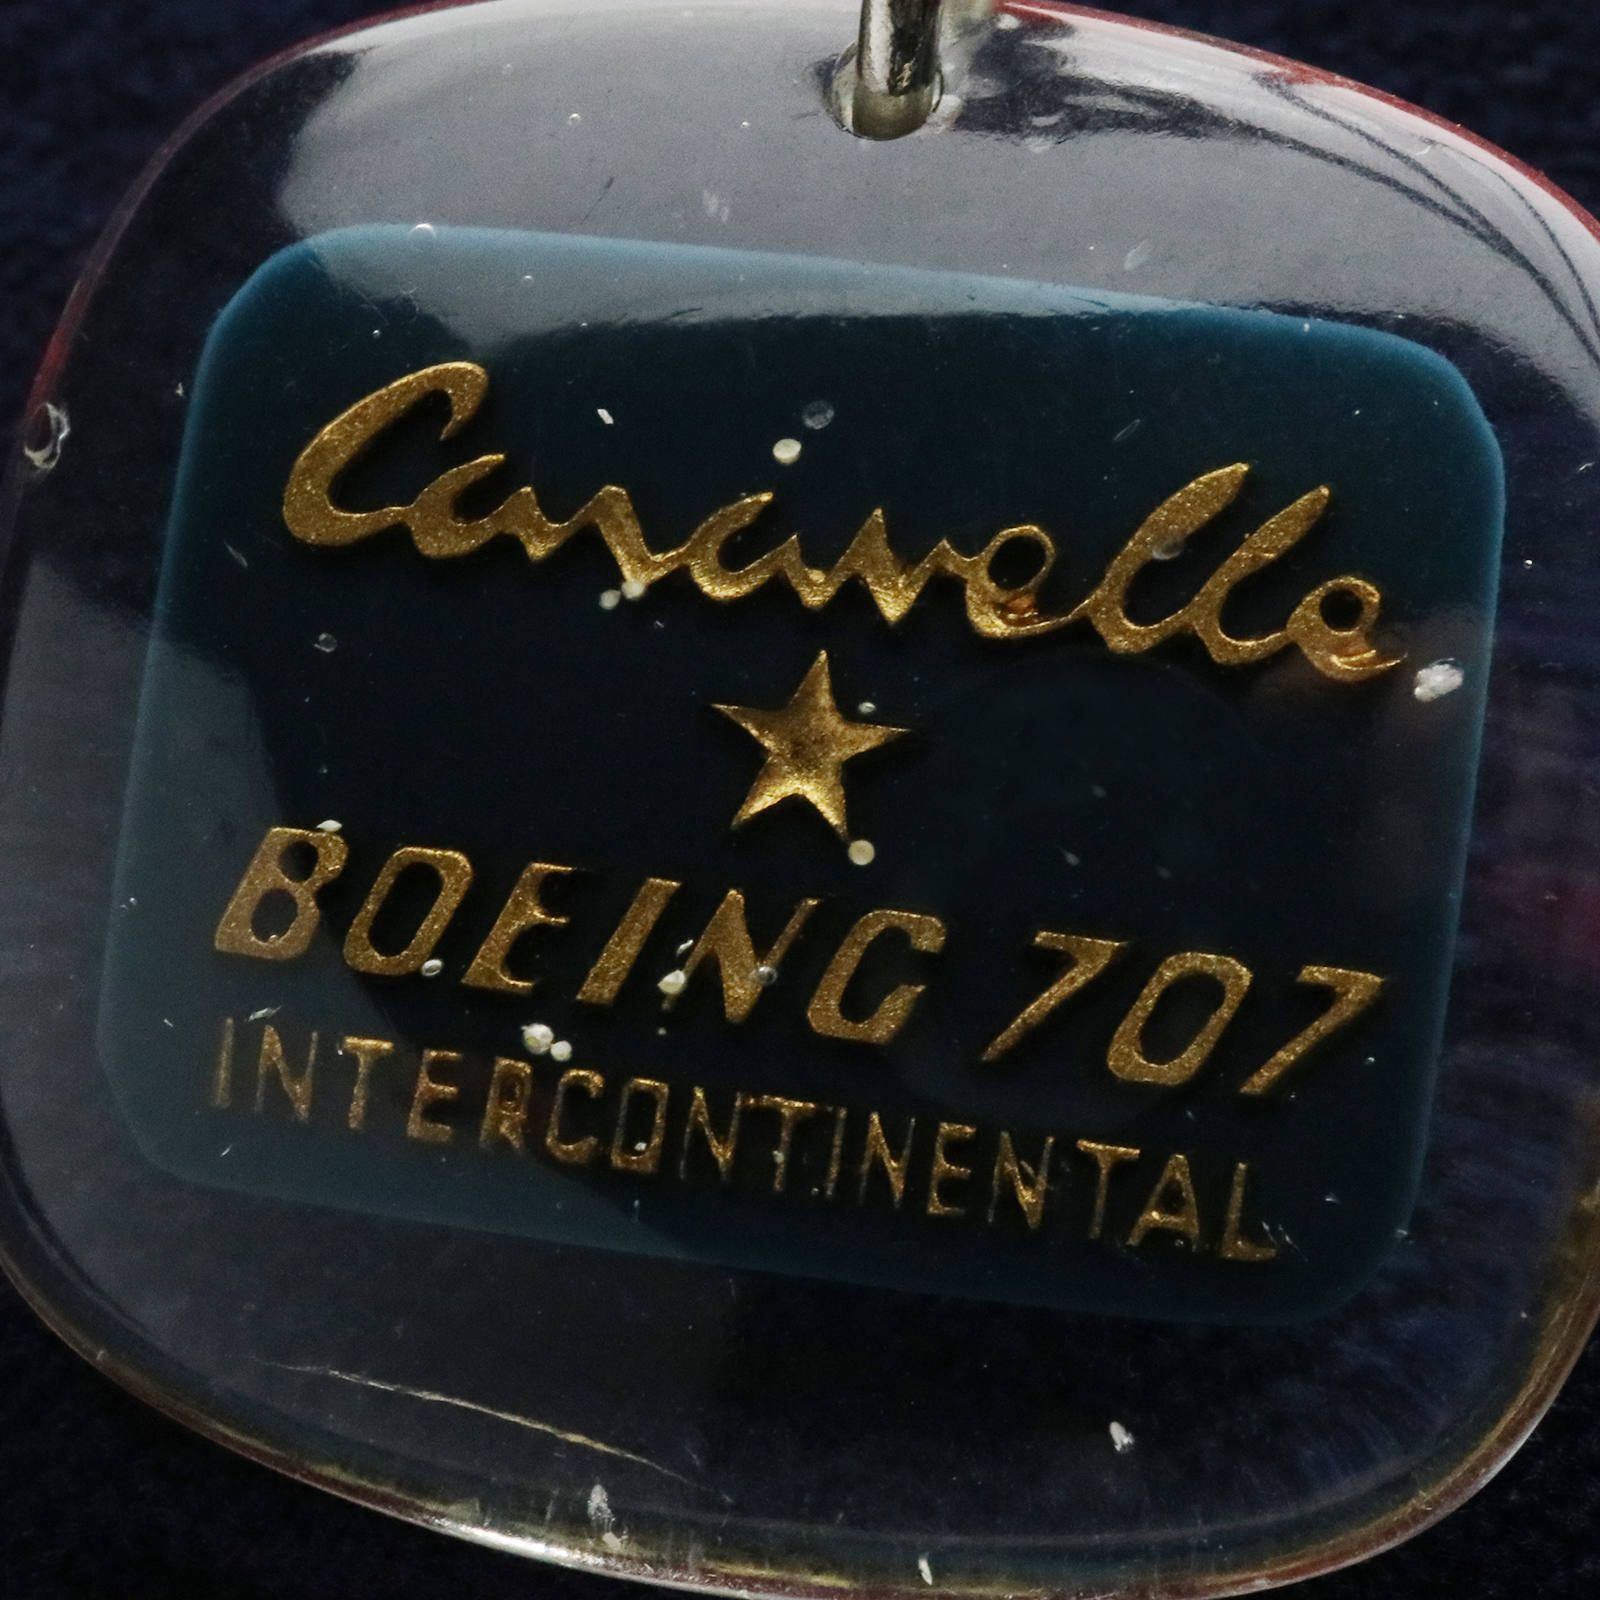 Caravelle
BOEING 707
INTERCONTINENTAL